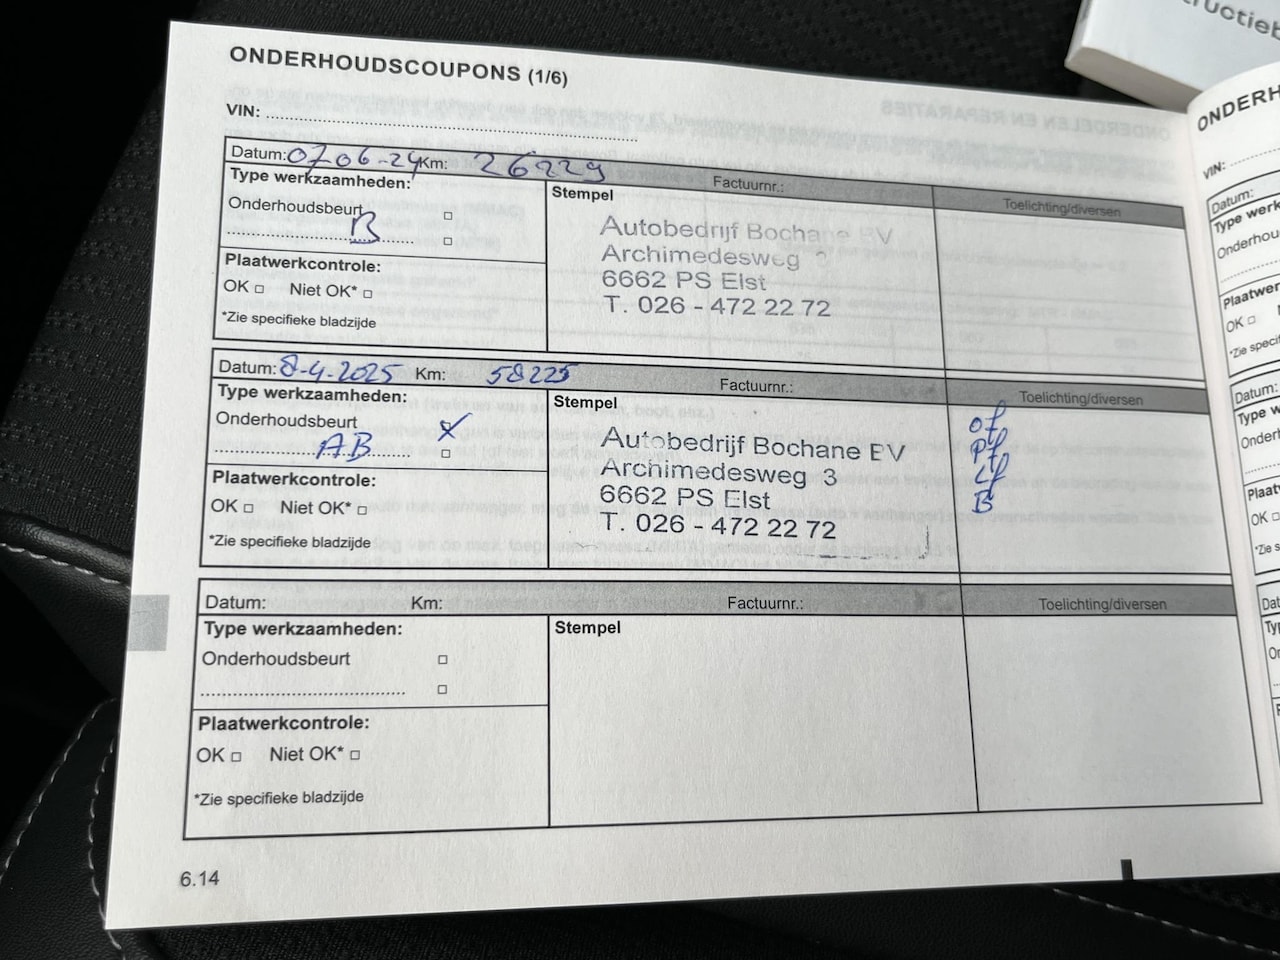 ONDERHOUDSCOUPONS (1/6)
VIN:
Datum: 07-06-24 Km: 26229 Factuurnr.: Toelichting/diversen
Type werkzaamheden: Stempel
Onderhoudsbeurt
B
Plaatwerkcontrole:
OK Niet OK*
*Zie specifieke bladzijde
Autobedrijf Bochane BV
Archimedesweg
6662 PS Elst
T. 026 - 472 22 72
Datum: 8-4-2025 Km: 58225 Factuurnr.: Toelichting/diversen
Type werkzaamheden: Stempel
Onderhoudsbeurt
AB
Plaatwerkcontrole:
OK Niet OK*
*Zie specifieke bladzijde
Autobedrijf Bochane BV
Archimedesweg 3
6662 PS Elst
T. 026 - 472 22 72
of
Pf
Lf
B
Datum: Km: Factuurnr.: Toelichting/diversen
Type werkzaamheden: Stempel
Onderhoudsbeurt
Plaatwerkcontrole:
OK Niet OK*
*Zie specifieke bladzijde
6.14
VIN:
Datum: